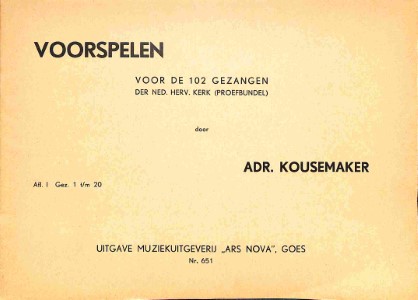 VOORSPELEN
VOOR DE 102 GEZANGEN
DER NED. HERV. KERK (PROEFBUNDEL)
door
ADR. KOUSEMAKER
Afl. I Gez. 1 t/m 20
UITGAVE MUZIEKUITGEVERIJ „ARS NOVA", GOES
Nr. 651